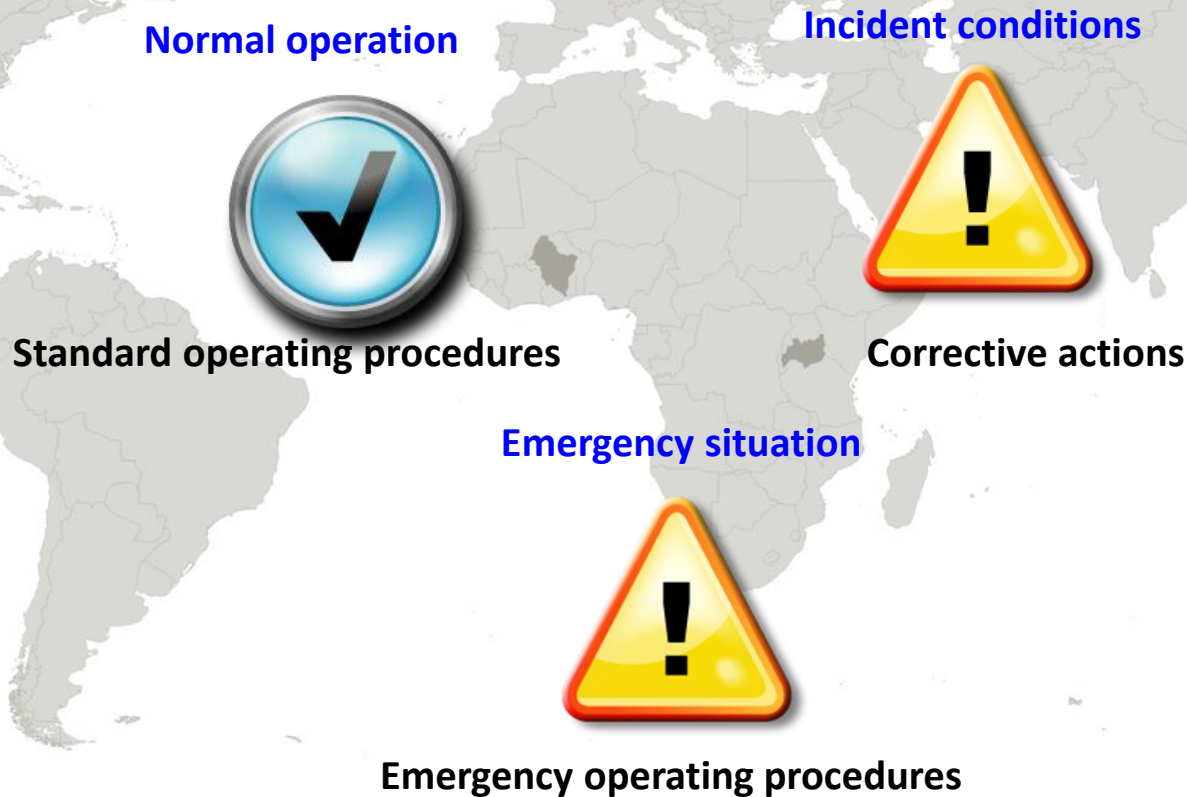 Normal operation
Incident conditions
!
Standard operating procedures
Corrective actions
Emergency situation
!
Emergency operating procedures